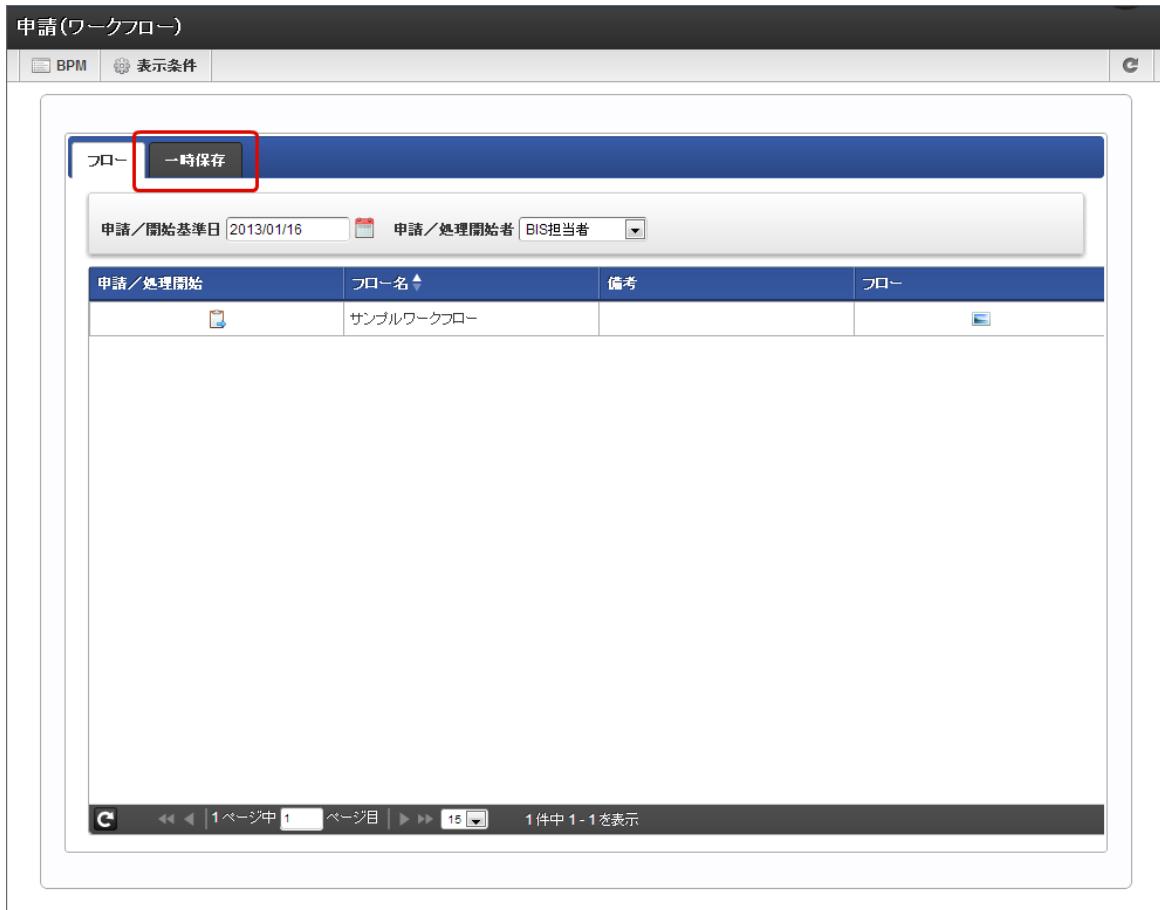 申請(ワークフロー)
BPM 表示条件
フロー 一時保存
申請／開始基準日 2013/01/16 申請／処理開始者 BIS担当者
申請／処理開始 フロー名 備考 フロー
サンプルワークフロー
1 ページ中 1 ページ目 15 1 件中 1 - 1 を表示